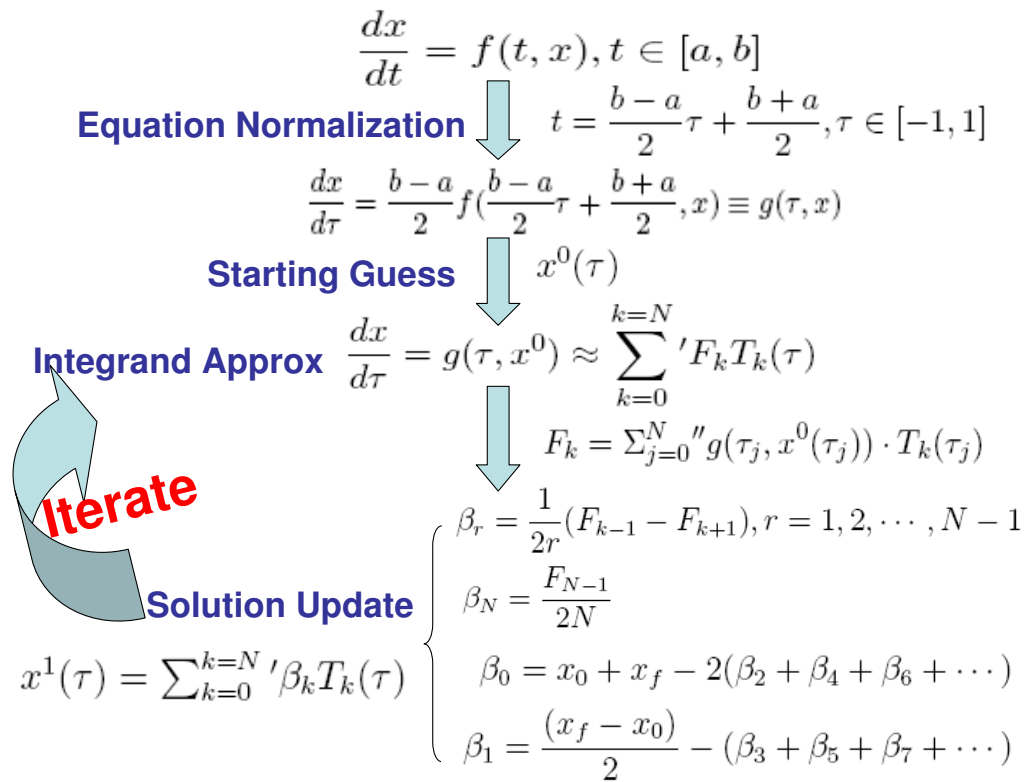 dx/dt = f(t, x), t ∈ [a, b]
Equation Normalization
t = (b − a)/2 τ + (b + a)/2, τ ∈ [−1, 1]
dx/dτ = (b − a)/2 f((b − a)/2 τ + (b + a)/2, x) ≡ g(τ, x)
Starting Guess
x^0(τ)
Integrand Approx
dx/dτ = g(τ, x^0) ≈ ∑_{k=0}^{k=N} ′F_k T_k(τ)
F_k = Σ_{j=0}^{N} ″g(τ_j, x^0(τ_j)) · T_k(τ_j)
Iterate
β_r = 1/(2r) (F_{k−1} − F_{k+1}), r = 1, 2, ⋯ , N − 1
β_N = F_{N−1}/(2N)
Solution Update
x^1(τ) = ∑_{k=0}^{k=N} ′β_k T_k(τ)
β_0 = x_0 + x_f − 2(β_2 + β_4 + β_6 + ⋯)
β_1 = (x_f − x_0)/2 − (β_3 + β_5 + β_7 + ⋯)